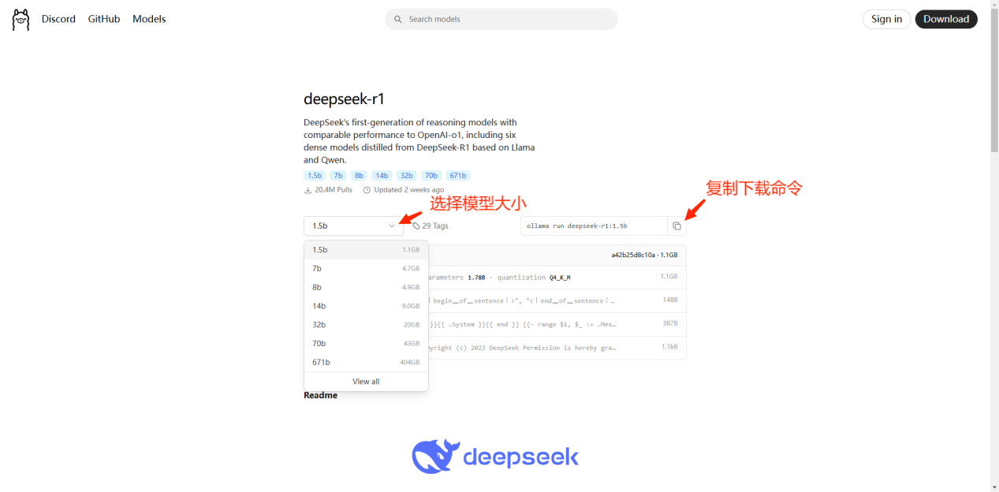 Discord GitHub Models Search models Sign in Download
deepseek-r1
DeepSeek's first-generation of reasoning models with
comparable performance to OpenAI-o1, including six
dense models distilled from DeepSeek-R1 based on Llama
and Qwen.
1.5b 7b 8b 14b 32b 70b 671b
20.4M Pulls Updated 2 weeks ago
选择模型大小
复制下载命令
1.5b 29 Tags ollama run deepseek-r1:1.5b
1.5b 1.1GB
7b 4.7GB
8b 4.9GB
14b 9.0GB
32b 20GB
70b 43GB
671b 404GB
View all
a42b25d8c10a · 1.1GB
arameters 1.78B · quantization Q4_K_M 1.1GB
begin▁of▁sentence|>", "<|end▁of▁sentence|… 148B
}}{{ .System }}{{ end }} {{- range $i, $_ := .Mes… 387B
pyright (c) 2023 DeepSeek Permission is hereby gra… 1.1kB
Readme
deepseek